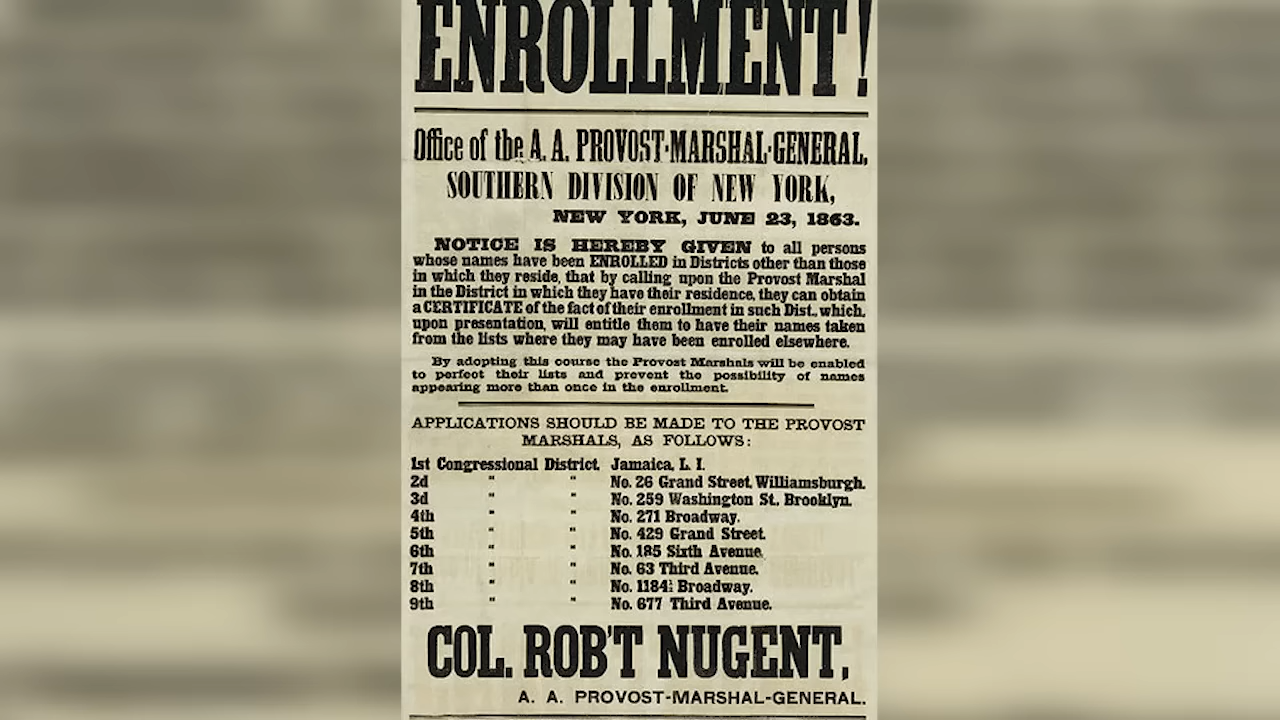 ENROLLMENT!
Office of the A. A. PROVOST-MARSHAL-GENERAL,
SOUTHERN DIVISION OF NEW YORK,
NEW YORK, JUNE 23, 1863.
NOTICE IS HEREBY GIVEN to all persons
whose names have been ENROLLED in Districts other than those
in which they reside, that by calling upon the Provost Marshal
in the District in which they have their residence, they can obtain
a CERTIFICATE of the fact of their enrollment in such Dist., which,
upon presentation, will entitle them to have their names taken
from the lists where they may have been enrolled elsewhere.
By adopting this course the Provost Marshals will be enabled
to perfect their lists and prevent the possibility of names
appearing more than once in the enrollment.
APPLICATIONS SHOULD BE MADE TO THE PROVOST
MARSHALS, AS FOLLOWS:
1st Congressional District, Jamaica, L. I.
2d " " No. 26 Grand Street, Williamsburgh.
3d " " No. 259 Washington St., Brooklyn.
4th " " No. 271 Broadway.
5th " " No. 429 Grand Street.
6th " " No. 185 Sixth Avenue.
7th " " No. 63 Third Avenue.
8th " " No. 1184½ Broadway.
9th " " No. 677 Third Avenue.
COL. ROB'T NUGENT,
A. A. PROVOST-MARSHAL-GENERAL.